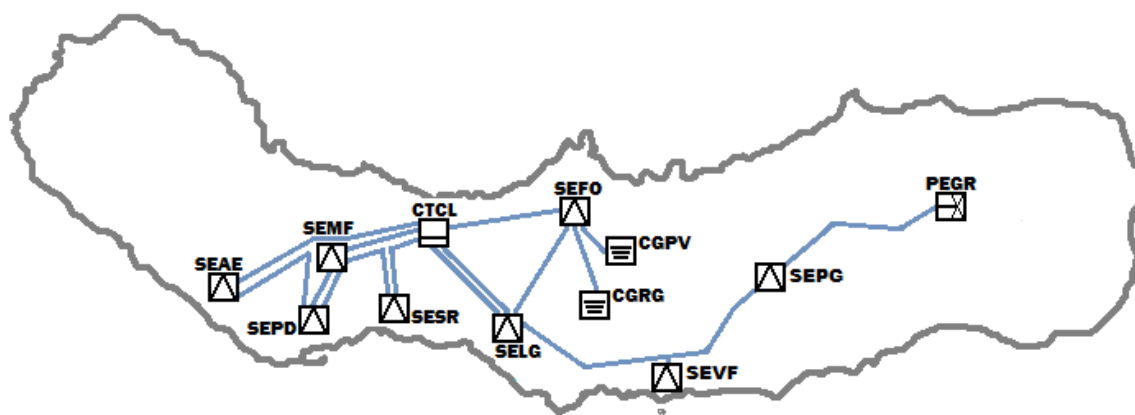 SEFO
PEGR
CTCL
SEMF
CGPV
SEAE
SEPG
CGRG
SESR
SEPD
SELG
SEVF